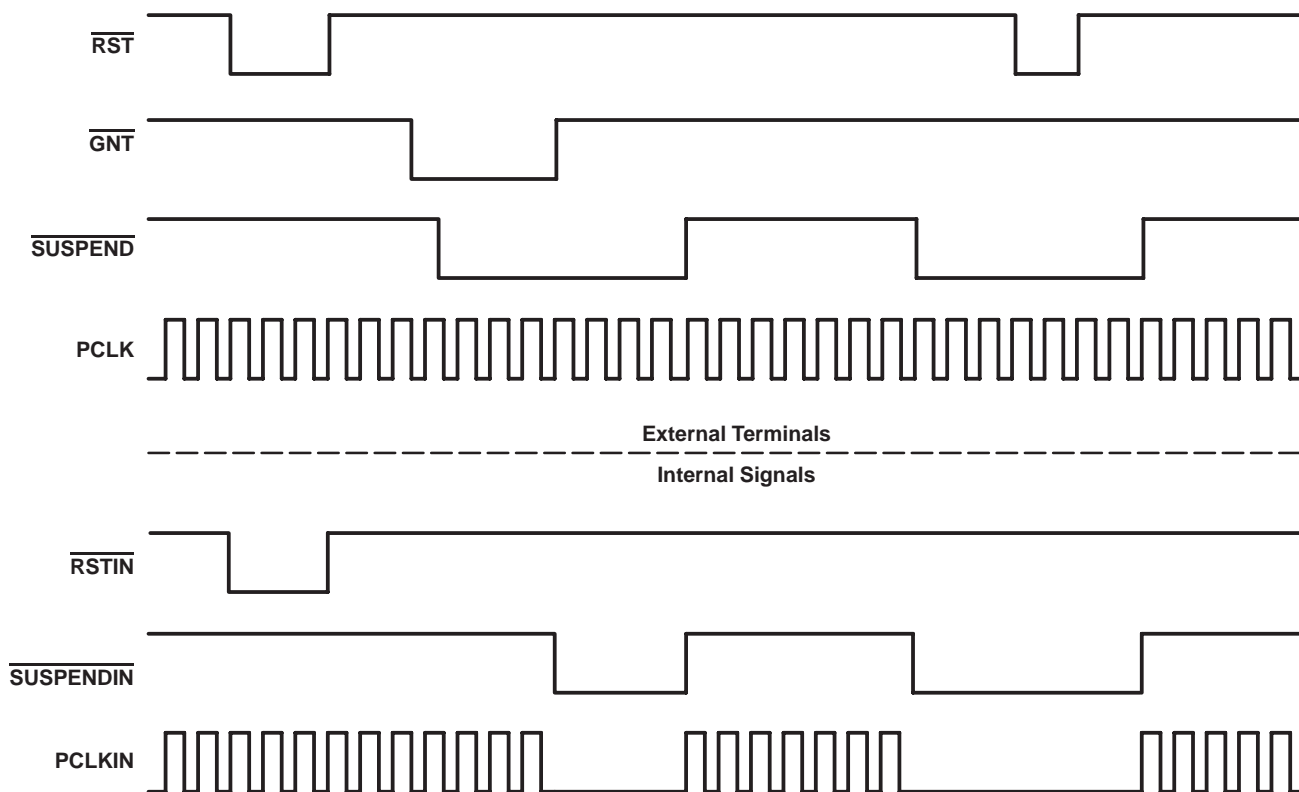 RST
GNT
SUSPEND
PCLK
External Terminals
Internal Signals
RSTIN
SUSPENDIN
PCLKIN